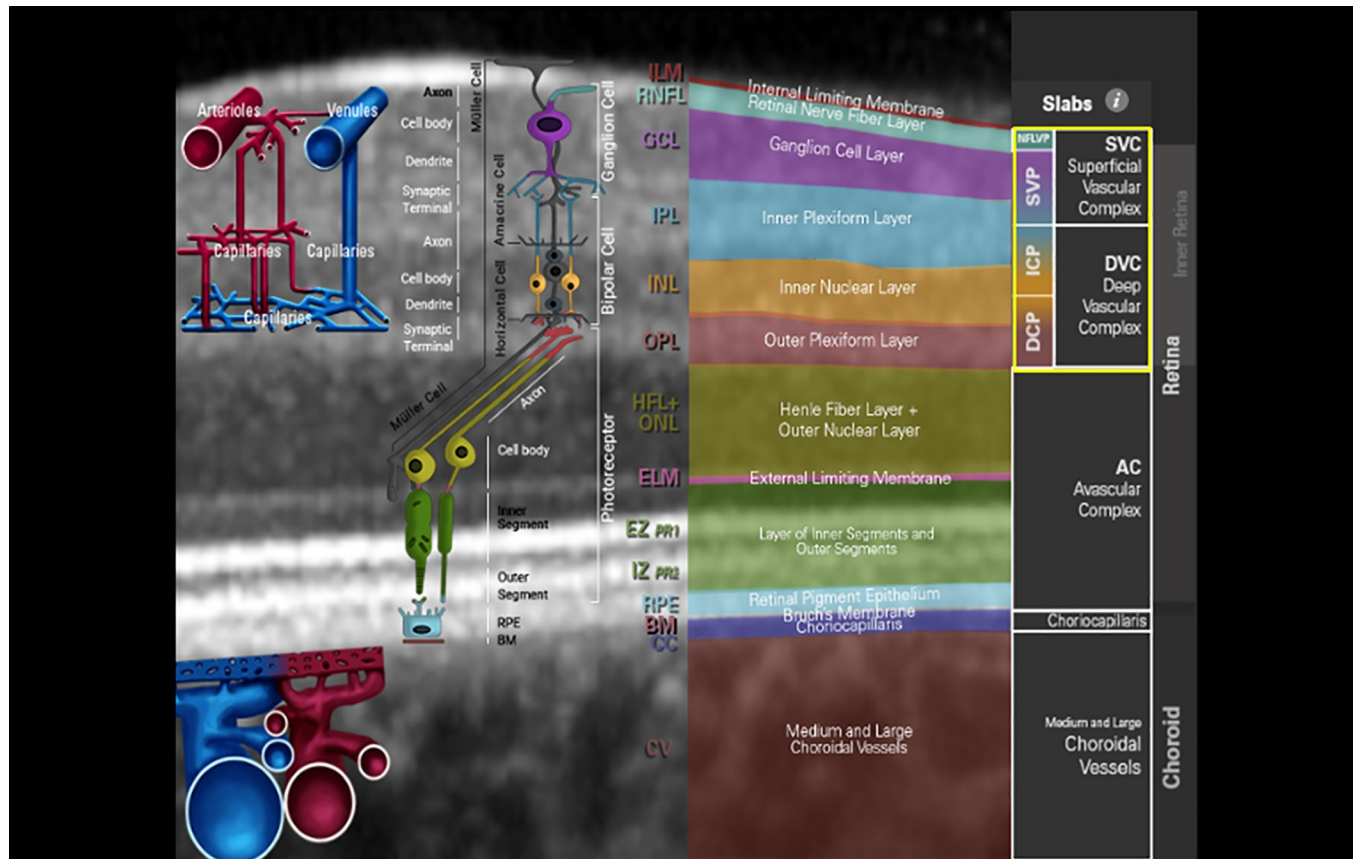 Arterioles
Venules
Capillaries
Capillaries
Capillaries
Axon
Cell body
Dendrite
Synaptic
Terminal
Axon
Cell body
Dendrite
Synaptic
Terminal
Müller Cell
Amacrine Cell
Horizontal Cell
Ganglion Cell
Bipolar Cell
Müller Cell
Axon
Photoreceptor
Cell body
Inner
Segment
Outer
Segment
RPE
BM
ILM
RNFL
GCL
IPL
INL
OPL
HFL+
ONL
ELM
EZ PR1
IZ PR2
RPE
BM
CC
CV
Internal Limiting Membrane
Retinal Nerve Fiber Layer
Ganglion Cell Layer
Inner Plexiform Layer
Inner Nuclear Layer
Outer Plexiform Layer
Henle Fiber Layer +
Outer Nuclear Layer
External Limiting Membrane
Layer of Inner Segments and
Outer Segments
Retinal Pigment Epithelium
Bruch's Membrane
Choriocapillaris
Medium and Large
Choroidal Vessels
Slabs i
NFLVP
SVP
ICP
DCP
SVC
Superficial
Vascular
Complex
DVC
Deep
Vascular
Complex
AC
Avascular
Complex
Choriocapillaris
Medium and Large
Choroidal
Vessels
Inner Retina
Retina
Choroid